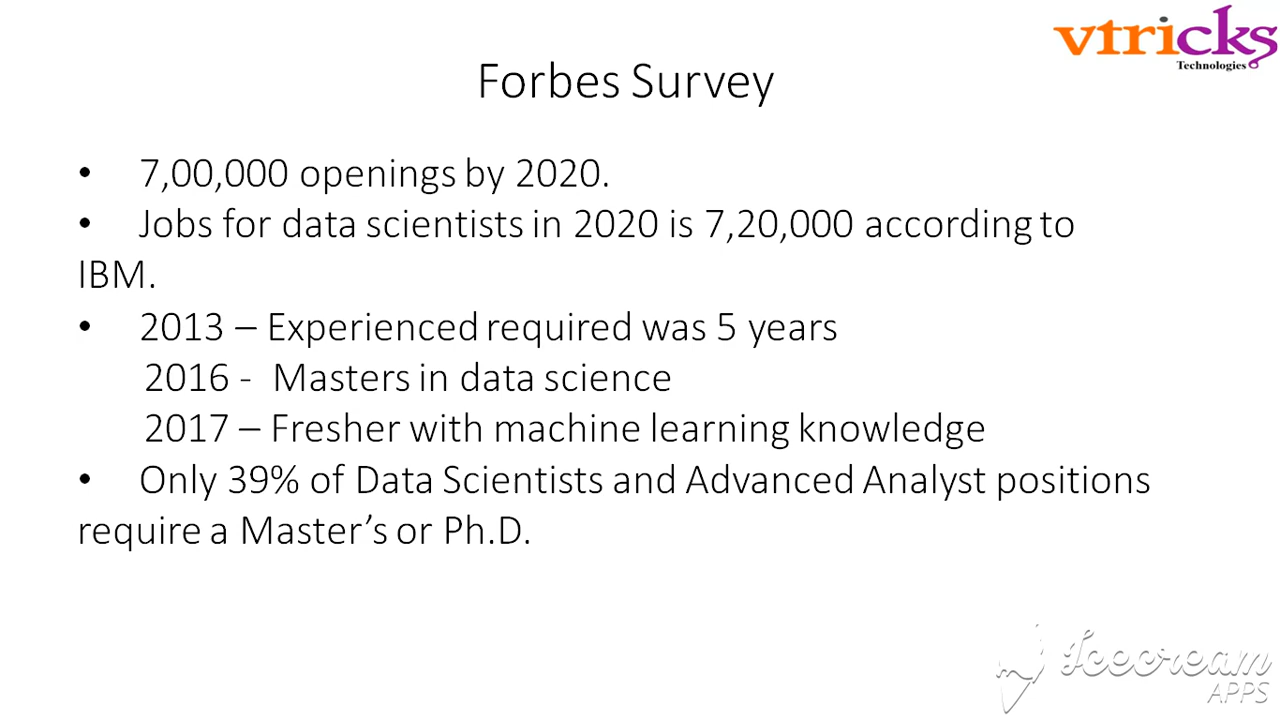 vtricks
Technologies
Forbes Survey
• 7,00,000 openings by 2020.
• Jobs for data scientists in 2020 is 7,20,000 according to
IBM.
• 2013 – Experienced required was 5 years
2016 - Masters in data science
2017 – Fresher with machine learning knowledge
• Only 39% of Data Scientists and Advanced Analyst positions
require a Master’s or Ph.D.
Icecream
APPS